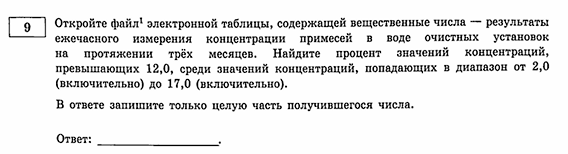 9
Откройте файл¹ электронной таблицы, содержащей вещественные числа — результаты
ежечасного измерения концентрации примесей в воде очистных установок
на протяжении трёх месяцев. Найдите процент значений концентраций,
превышающих 12,0, среди значений концентраций, попадающих в диапазон от 2,0
(включительно) до 17,0 (включительно).
В ответе запишите только целую часть получившегося числа.
Ответ: ____________________.